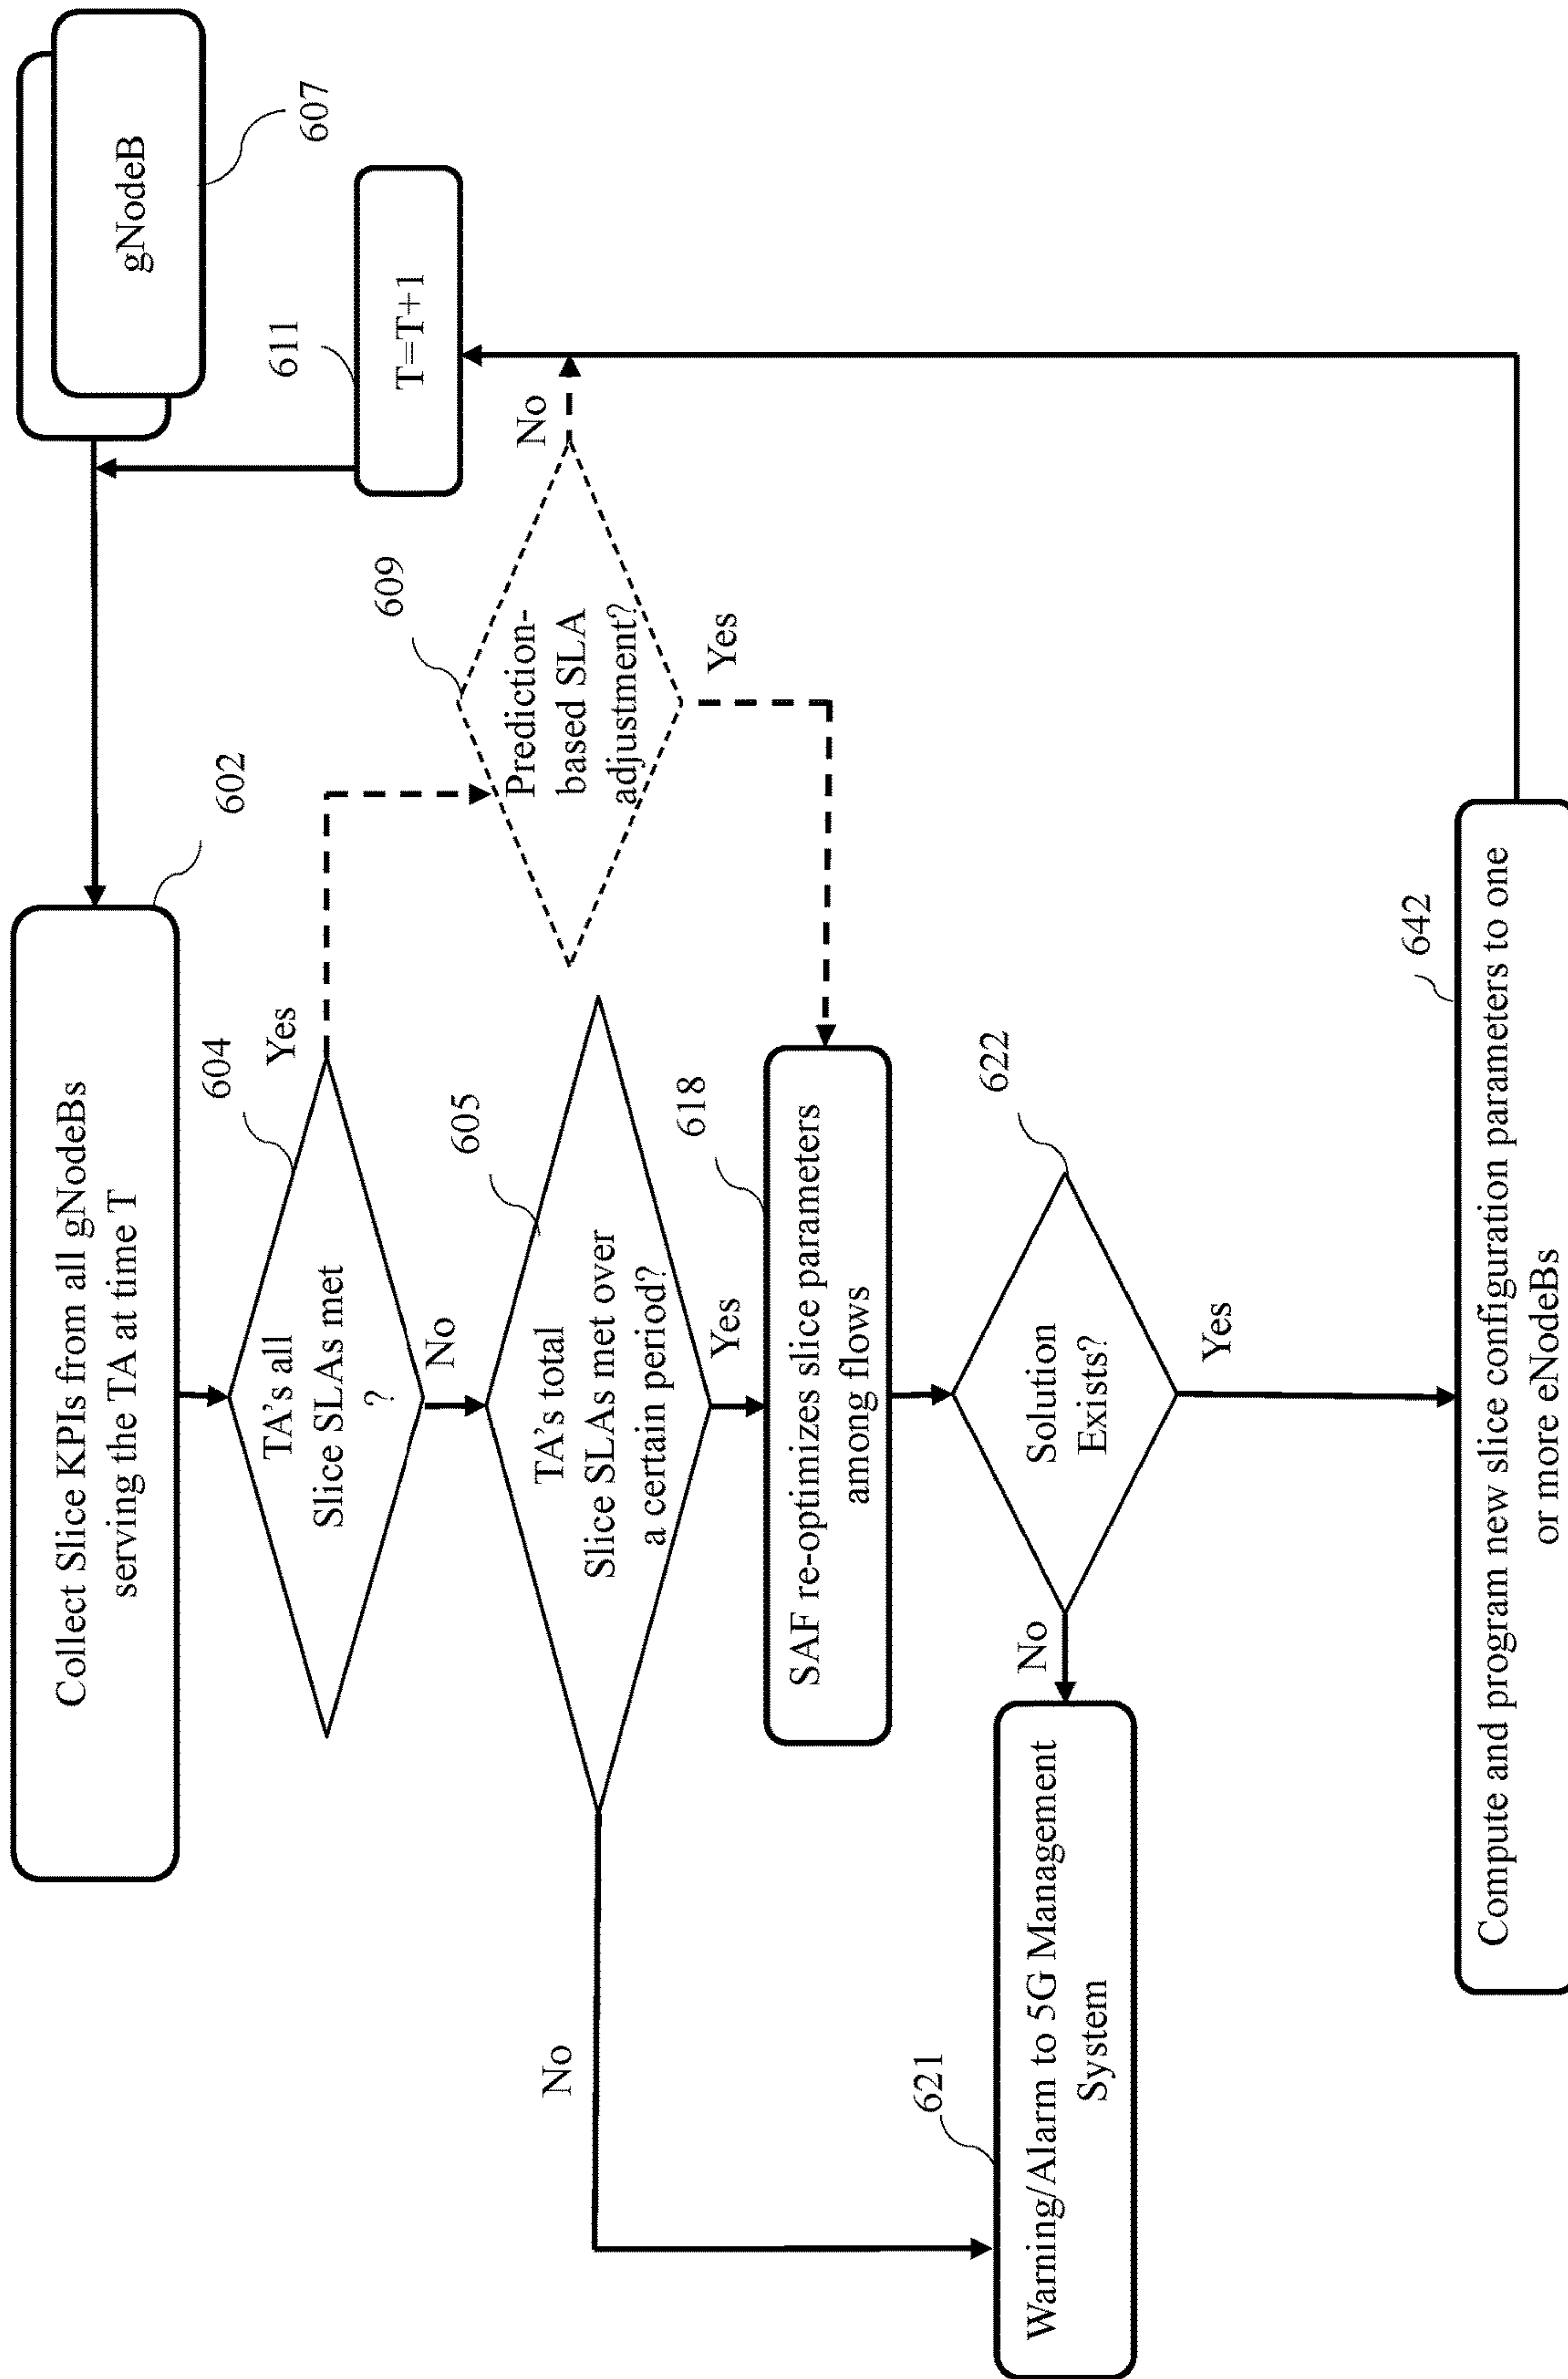 Collect Slice KPIs from all gNodeBs
serving the TA at time T
602
gNodeB
607
604
TA's all
Slice SLAs met
?
Yes
No
611
T=T+1
609
Prediction-
based SLA
adjustment?
No
Yes
605
TA's total
Slice SLAs met over
a certain period?
No
Yes
618
SAF re-optimizes slice parameters
among flows
622
Solution
Exists?
No
Yes
621
Warning/Alarm to 5G Management
System
642
Compute and program new slice configuration parameters to one
or more eNodeBs